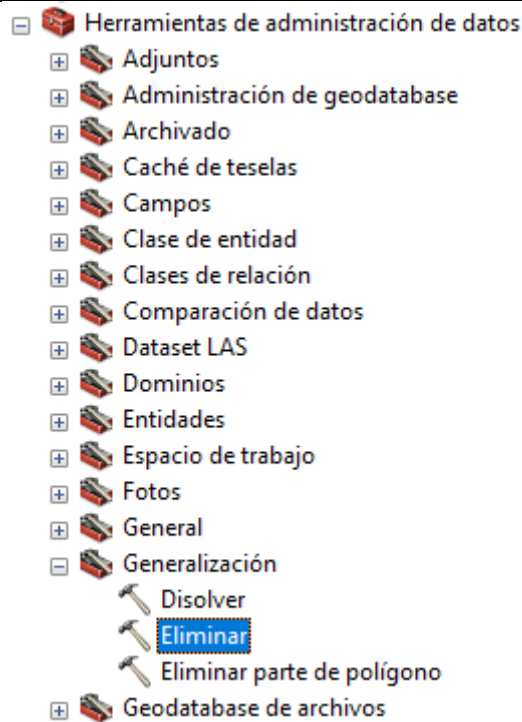 Herramientas de administración de datos
Adjuntos
Administración de geodatabase
Archivado
Caché de teselas
Campos
Clase de entidad
Clases de relación
Comparación de datos
Dataset LAS
Dominios
Entidades
Espacio de trabajo
Fotos
General
Generalización
Disolver
Eliminar
Eliminar parte de polígono
Geodatabase de archivos